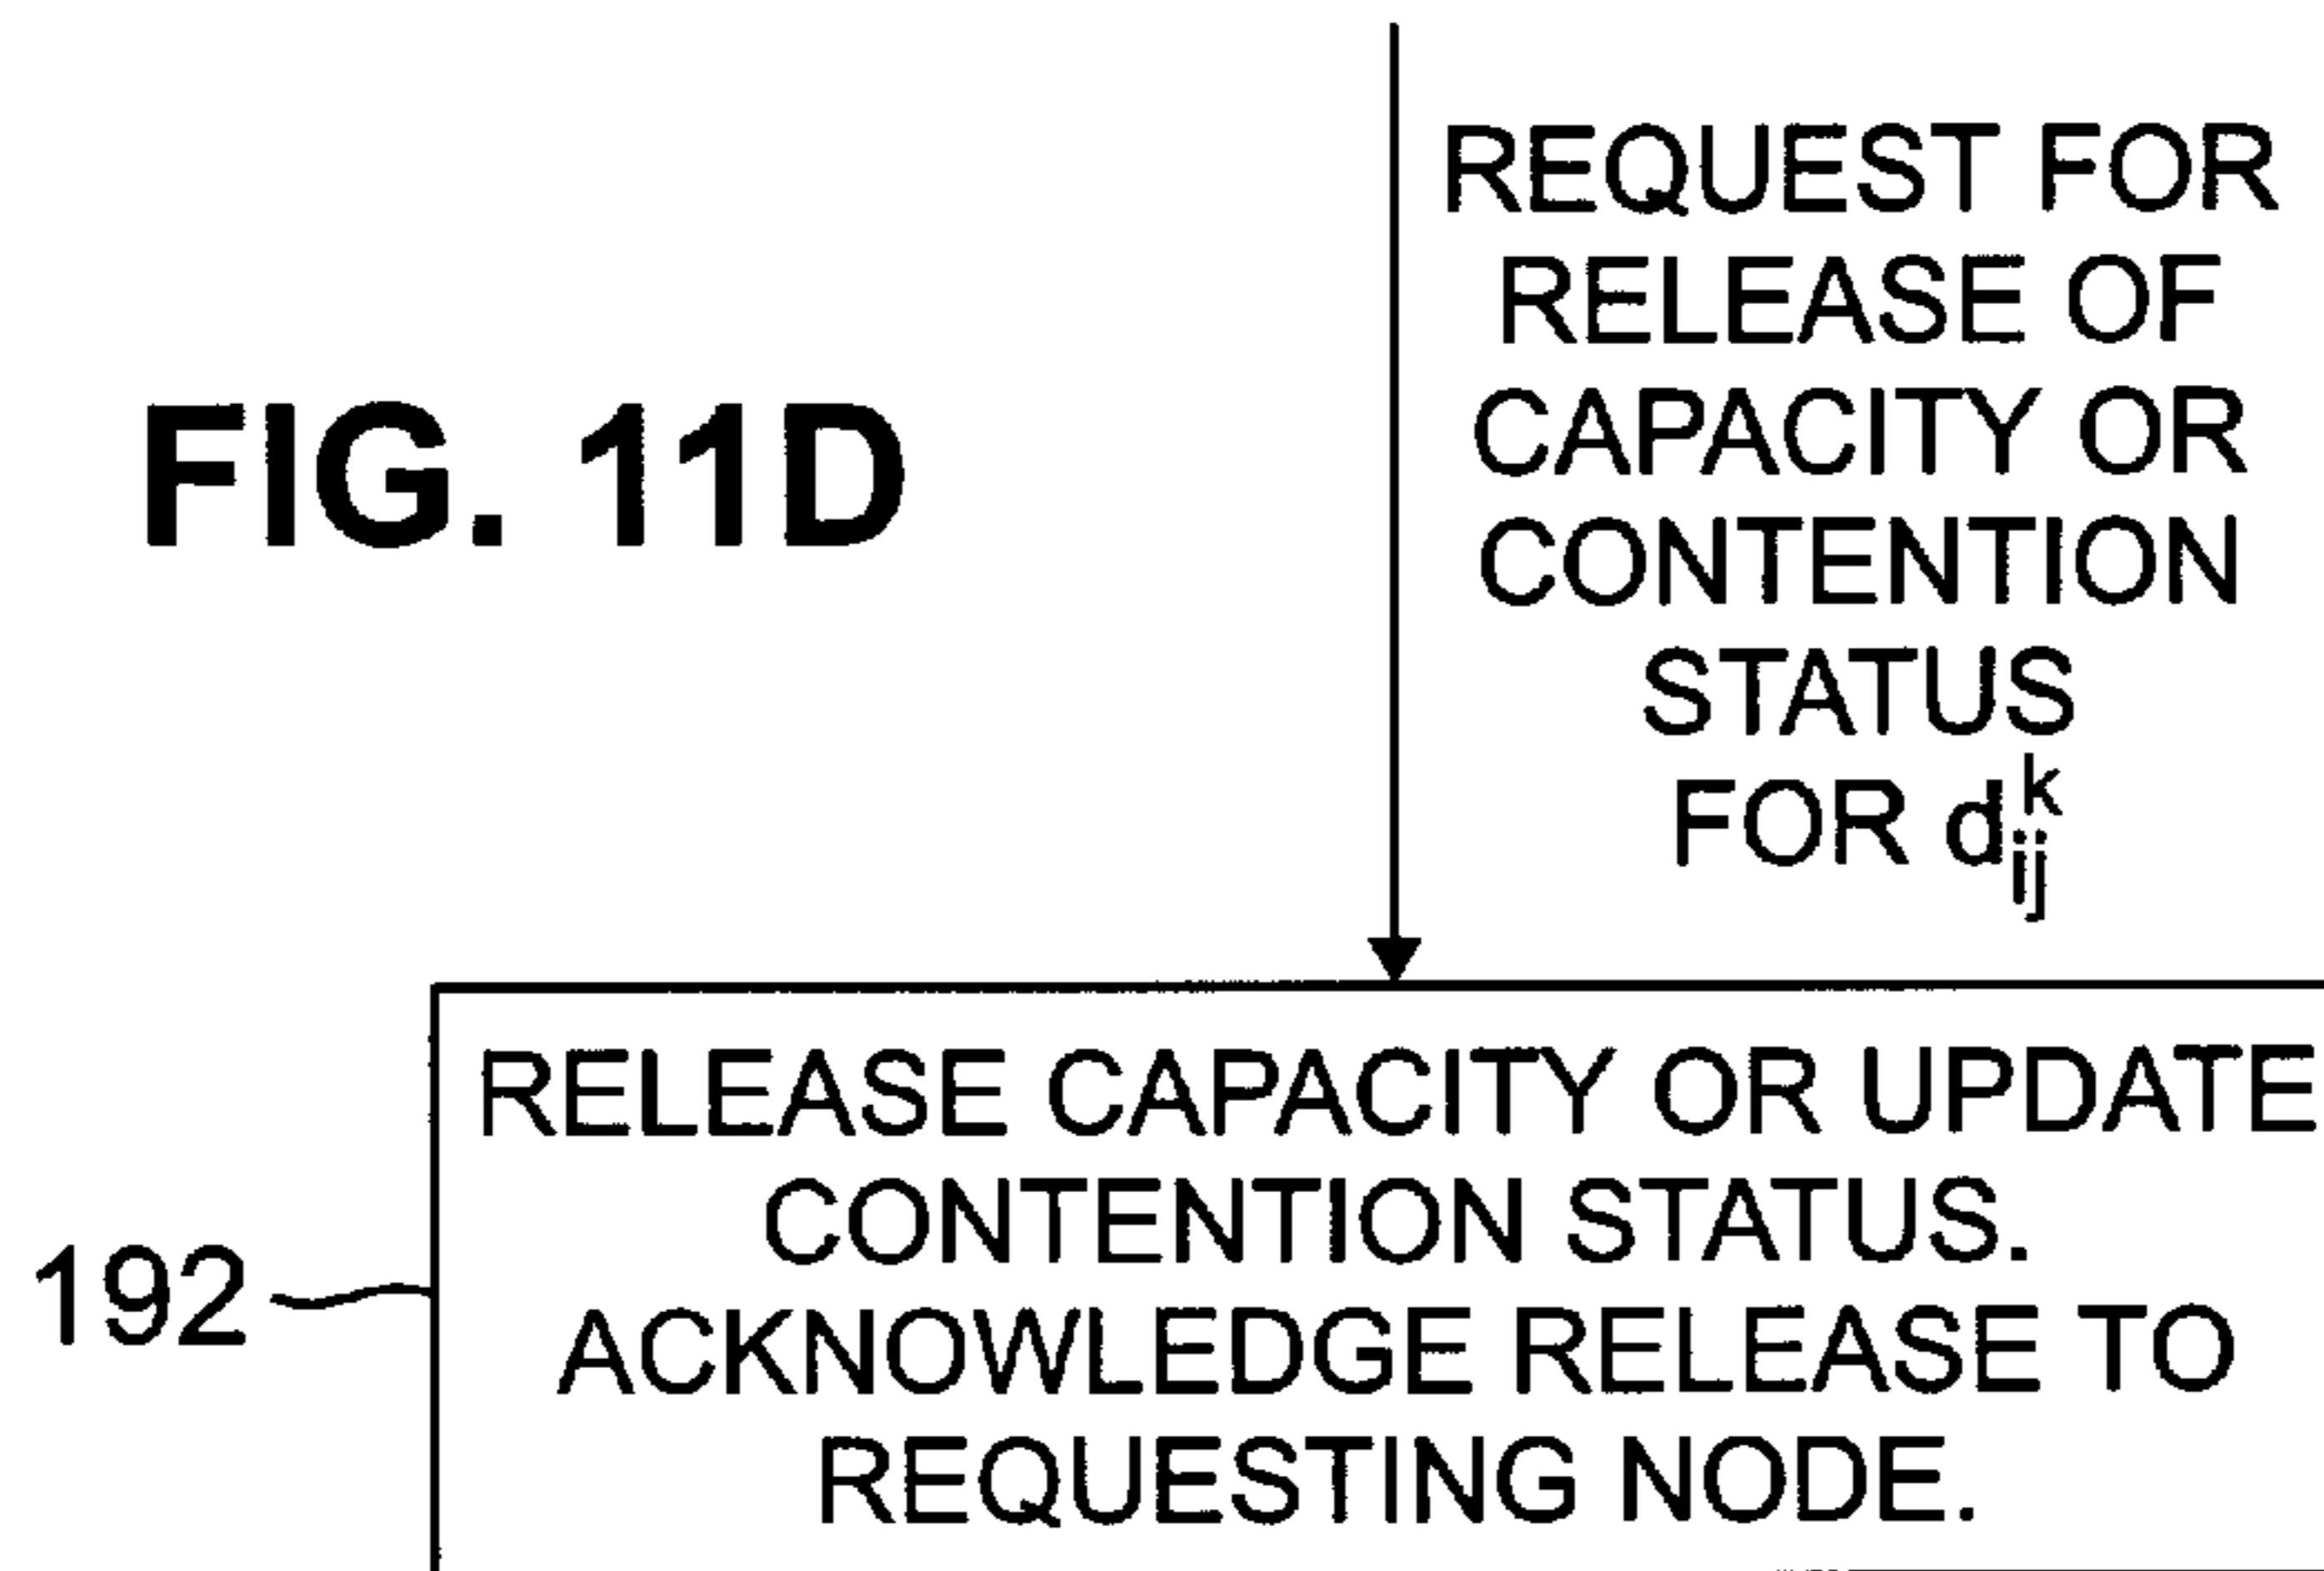 FIG. 11D
REQUEST FOR
RELEASE OF
CAPACITY OR
CONTENTION
STATUS
FOR d_{ij}^{k}
RELEASE CAPACITY OR UPDATE
CONTENTION STATUS.
ACKNOWLEDGE RELEASE TO
REQUESTING NODE.
192